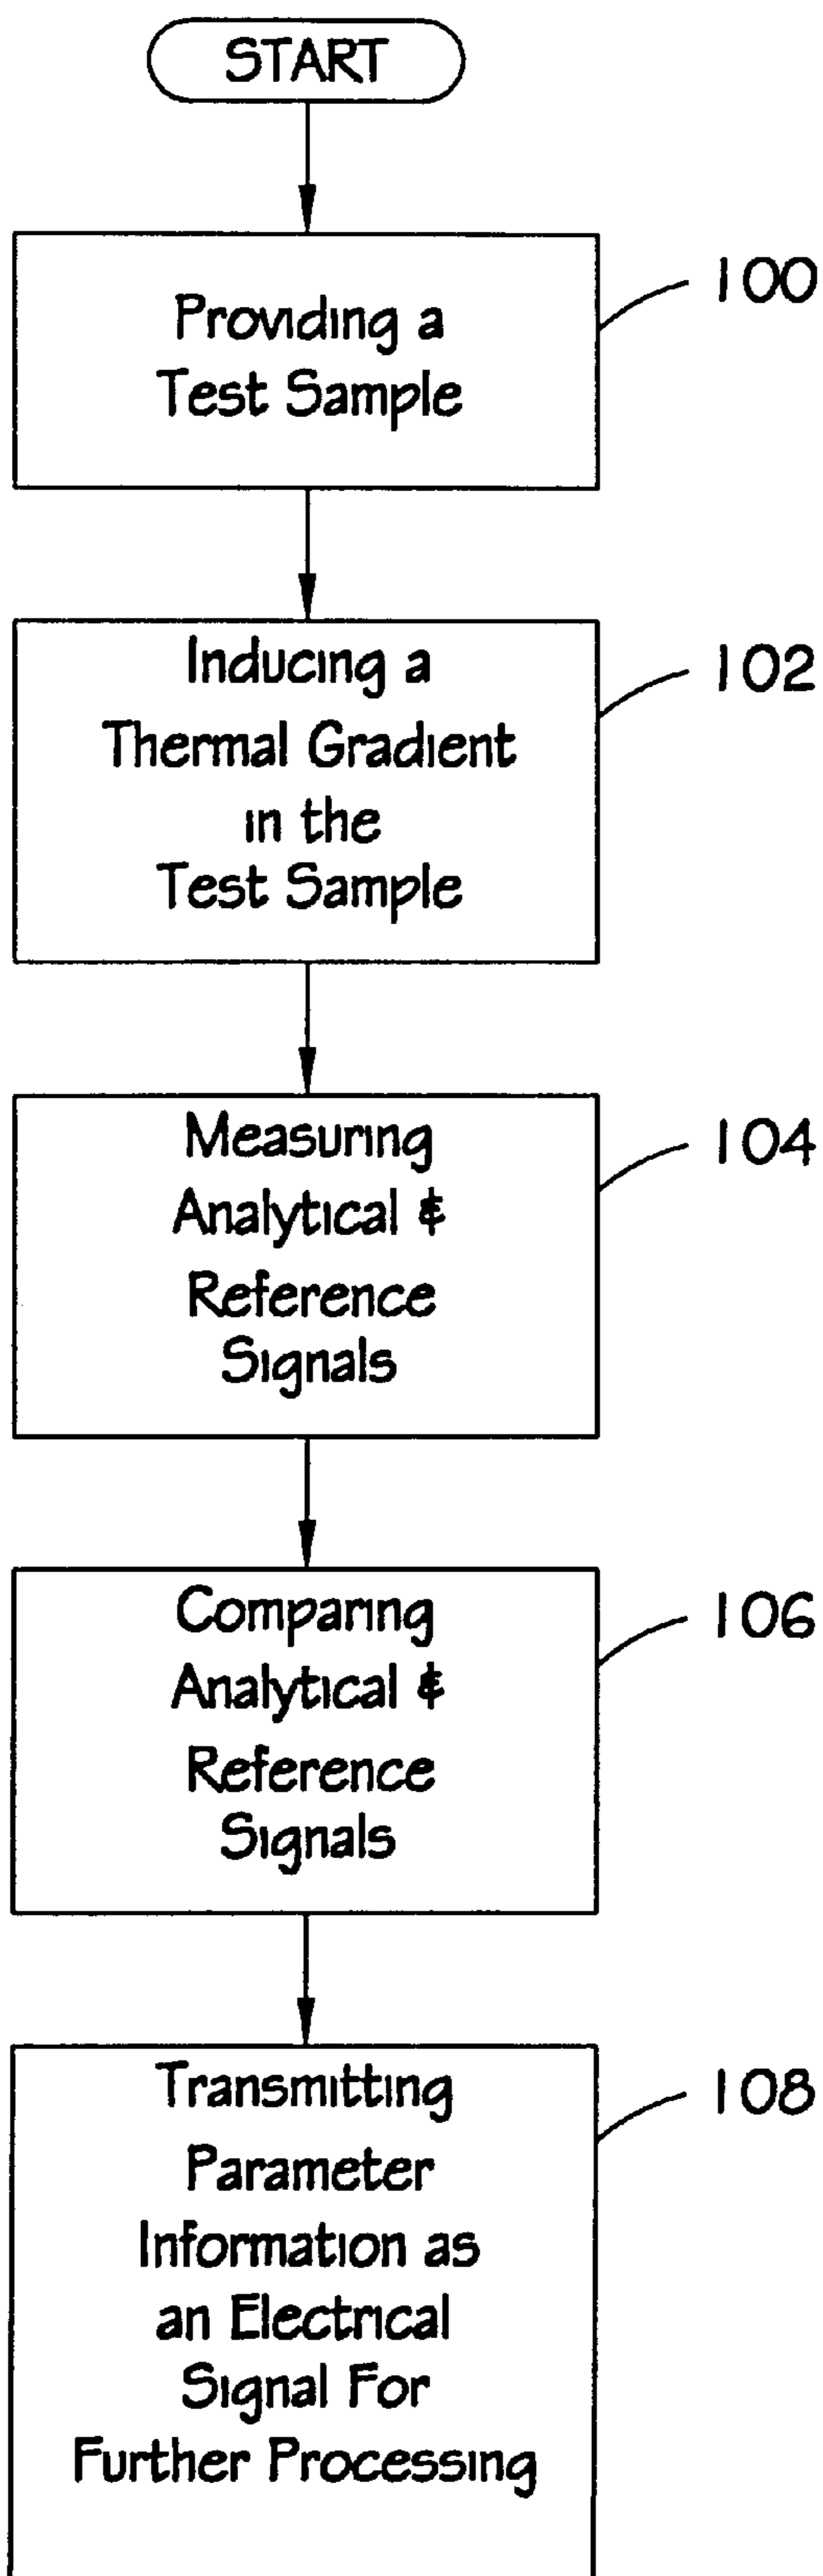 START
100
Providing a
Test Sample
102
Inducing a
Thermal Gradient
in the
Test Sample
104
Measuring
Analytical &
Reference
Signals
106
Comparing
Analytical &
Reference
Signals
108
Transmitting
Parameter
Information as
an Electrical
Signal For
Further Processing